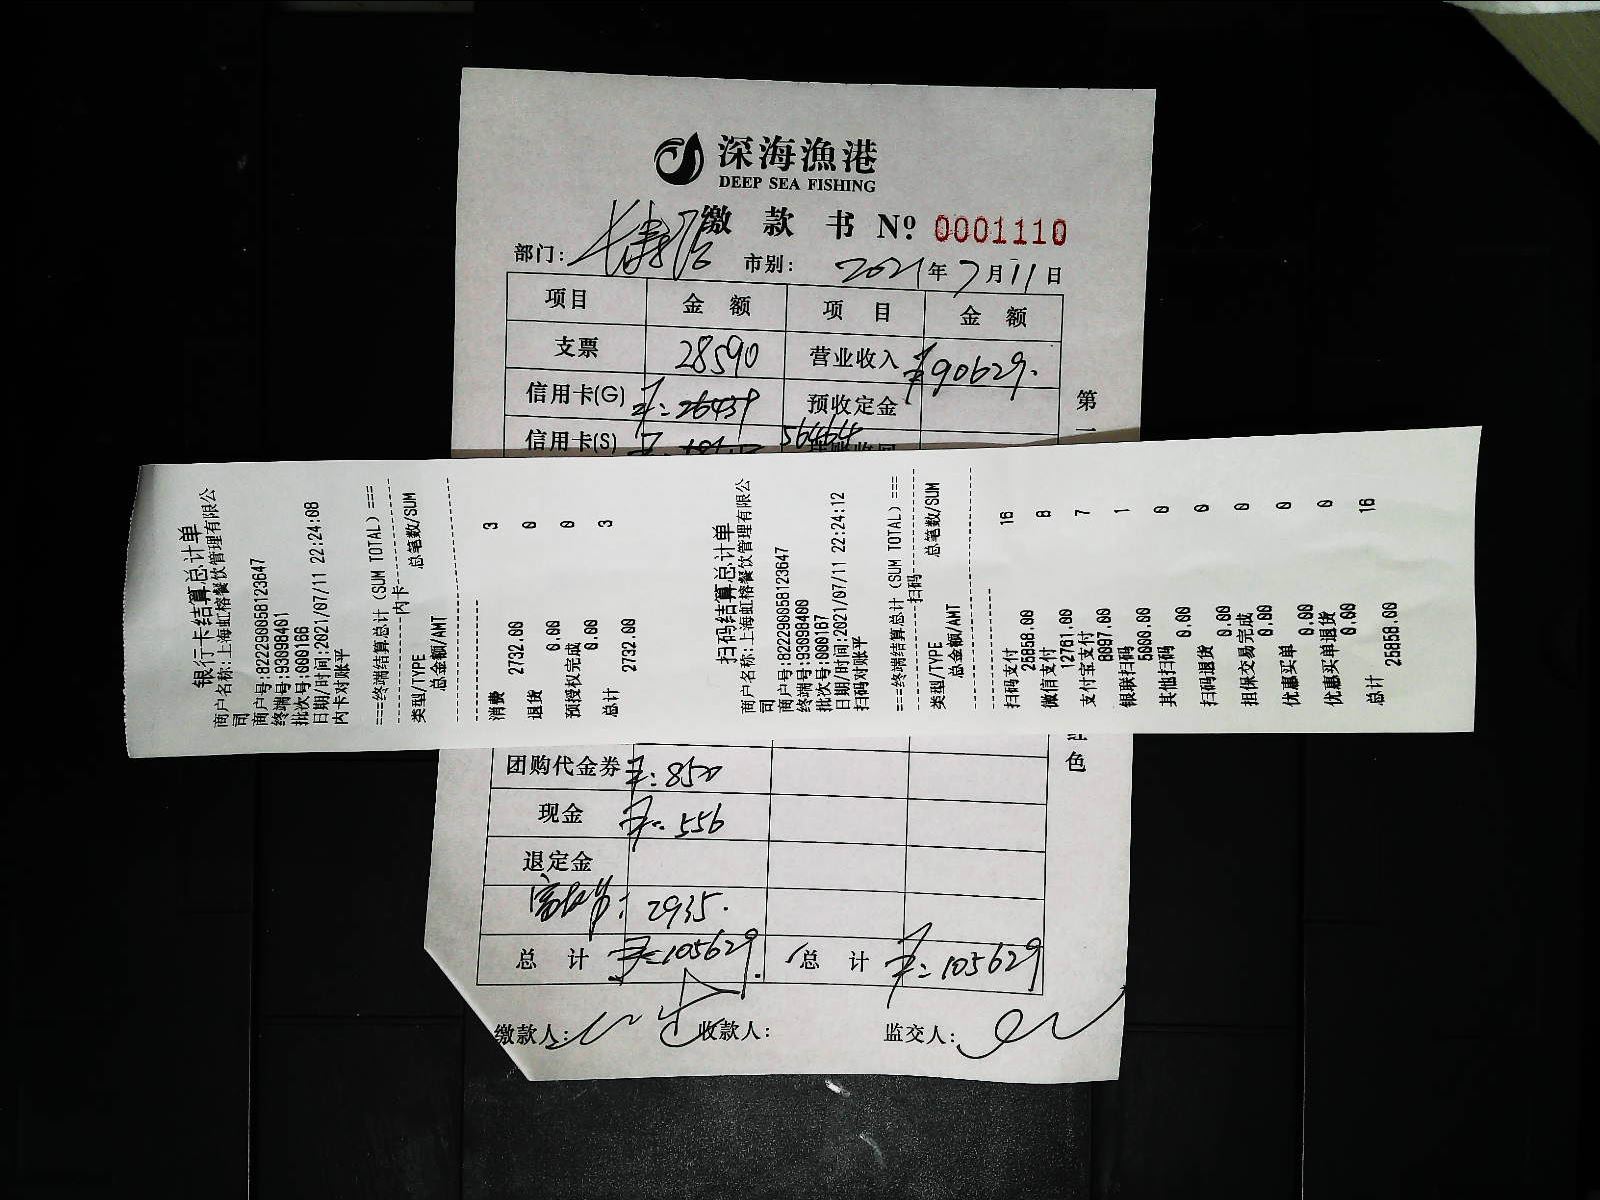 深海漁港
DEEP SEA FISHING
缴款书 Nº 0001110
部门: 市别: 2021年7月11日
项目 金额 项目 金额
支票 28590 营业收入 ¥90629.
信用卡(G) ¥: 26439 预收定金
信用卡(S) 56464
第
银行卡结算总计单
商户名称:上海虹榕餐饮管理有限公
司
商户号:822290058123647
终端号:93098461
批次号:000186
日期/时间:2021/07/11 22:24:08
内卡对账平
===终端结算总计(SUM TOTAL)===
内卡
类型/TYPE 总笔数/SUM
总金额/AMT
消费 3
2732.00
退货 0
0.00
预授权完成 0
0.00
总计 3
2732.00
扫码结算总计单
商户名称:上海虹榕餐饮管理有限公
司
商户号:822290058123647
终端号:93098400
批次号:000187
日期/时间:2021/07/11 22:24:12
扫码对账平
===终端结算总计(SUM TOTAL)===
扫码
类型/TYPE 总笔数/SUM
总金额/AMT
扫码支付 16
25858.00
微信支付 8
12761.00
支付宝支付 7
8097.00
银联扫码 1
5000.00
其他扫码 0
0.00
扫码退货 0
0.00
担保交易完成 0
0.00
优惠买单 0
0.00
优惠买单退货 0
0.00
总计 16
25858.00
红
色
团购代金券 ¥: 850
现金 ¥: 556
退定金
2935.
总计 ¥: 105629. 总计 ¥: 105629
缴款人: 收款人: 监交人: